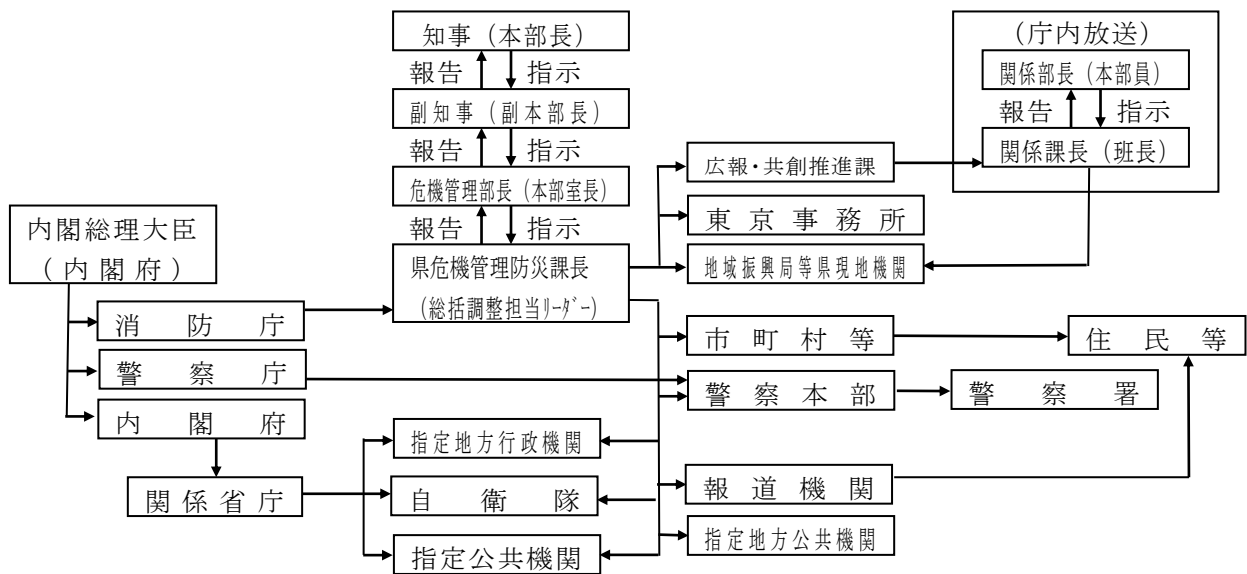 知事（本部長）
報告 指示
副知事（副本部長）
報告 指示
危機管理部長（本部室長）
報告 指示
県危機管理防災課長
（総括調整担当ﾘｰﾀﾞｰ）
（庁内放送）
関係部長（本部員）
報告 指示
関係課長（班長）
広報・共創推進課
東京事務所
地域振興局等県現地機関
内閣総理大臣
（内閣府）
消防庁
警察庁
内閣府
関係省庁
市町村等
住民等
警察本部
警察署
指定地方行政機関
自衛隊
指定公共機関
報道機関
指定地方公共機関